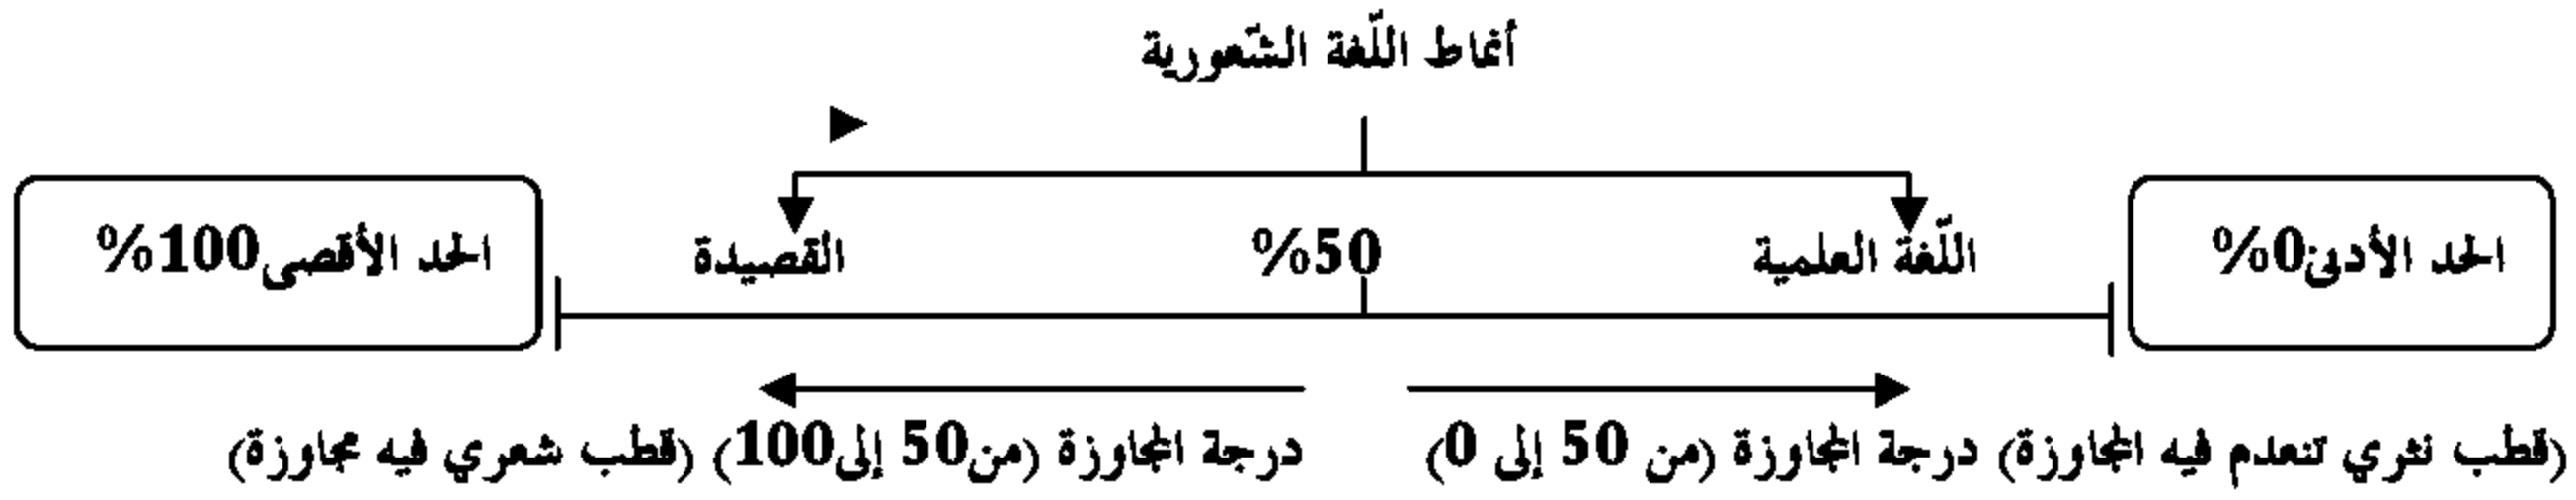 أنماط اللّغة الشّعورية
الحد الأدنى0% اللّغة العلمية 50% القصيدة الحد الأقصى100%
(قطب نثري تنعدم فيه المجاوزة) درجة المجاوزة (من 50 إلى 0) درجة المجاوزة (من50 إلى100) (قطب شعري فيه مجاوزة)